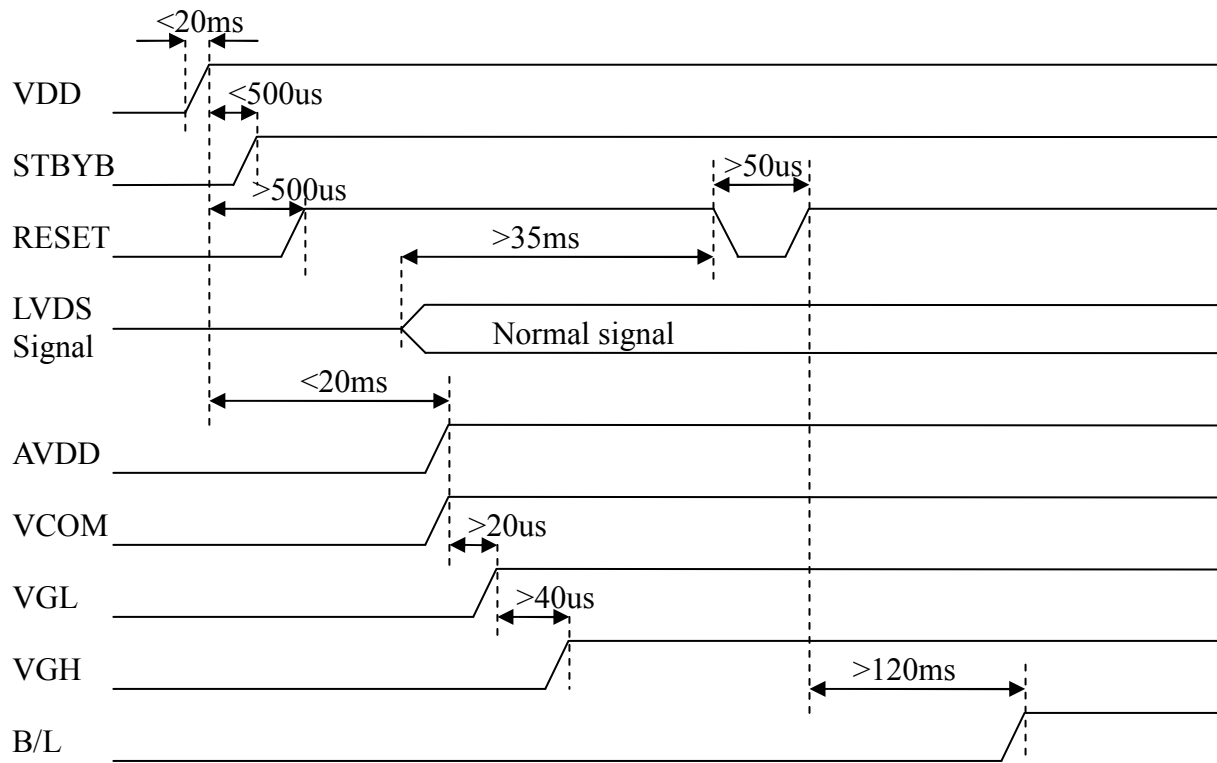 <20ms
VDD
<500us
STBYB
>500us
>50us
RESET
>35ms
LVDS
Signal
Normal signal
<20ms
AVDD
VCOM
>20us
VGL
>40us
VGH
>120ms
B/L